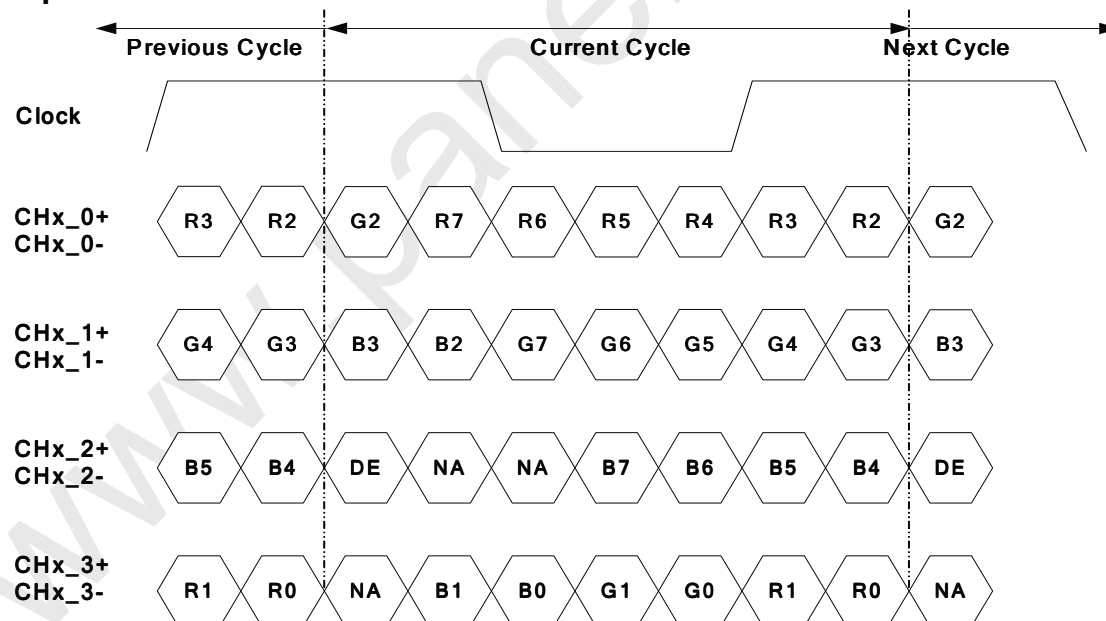 Previous Cycle Current Cycle Next Cycle
Clock
CHx_0+
CHx_0-
R3 R2 G2 R7 R6 R5 R4 R3 R2 G2
CHx_1+
CHx_1-
G4 G3 B3 B2 G7 G6 G5 G4 G3 B3
CHx_2+
CHx_2-
B5 B4 DE NA NA B7 B6 B5 B4 DE
CHx_3+
CHx_3-
R1 R0 NA B1 B0 G1 G0 R1 R0 NA
www.pane